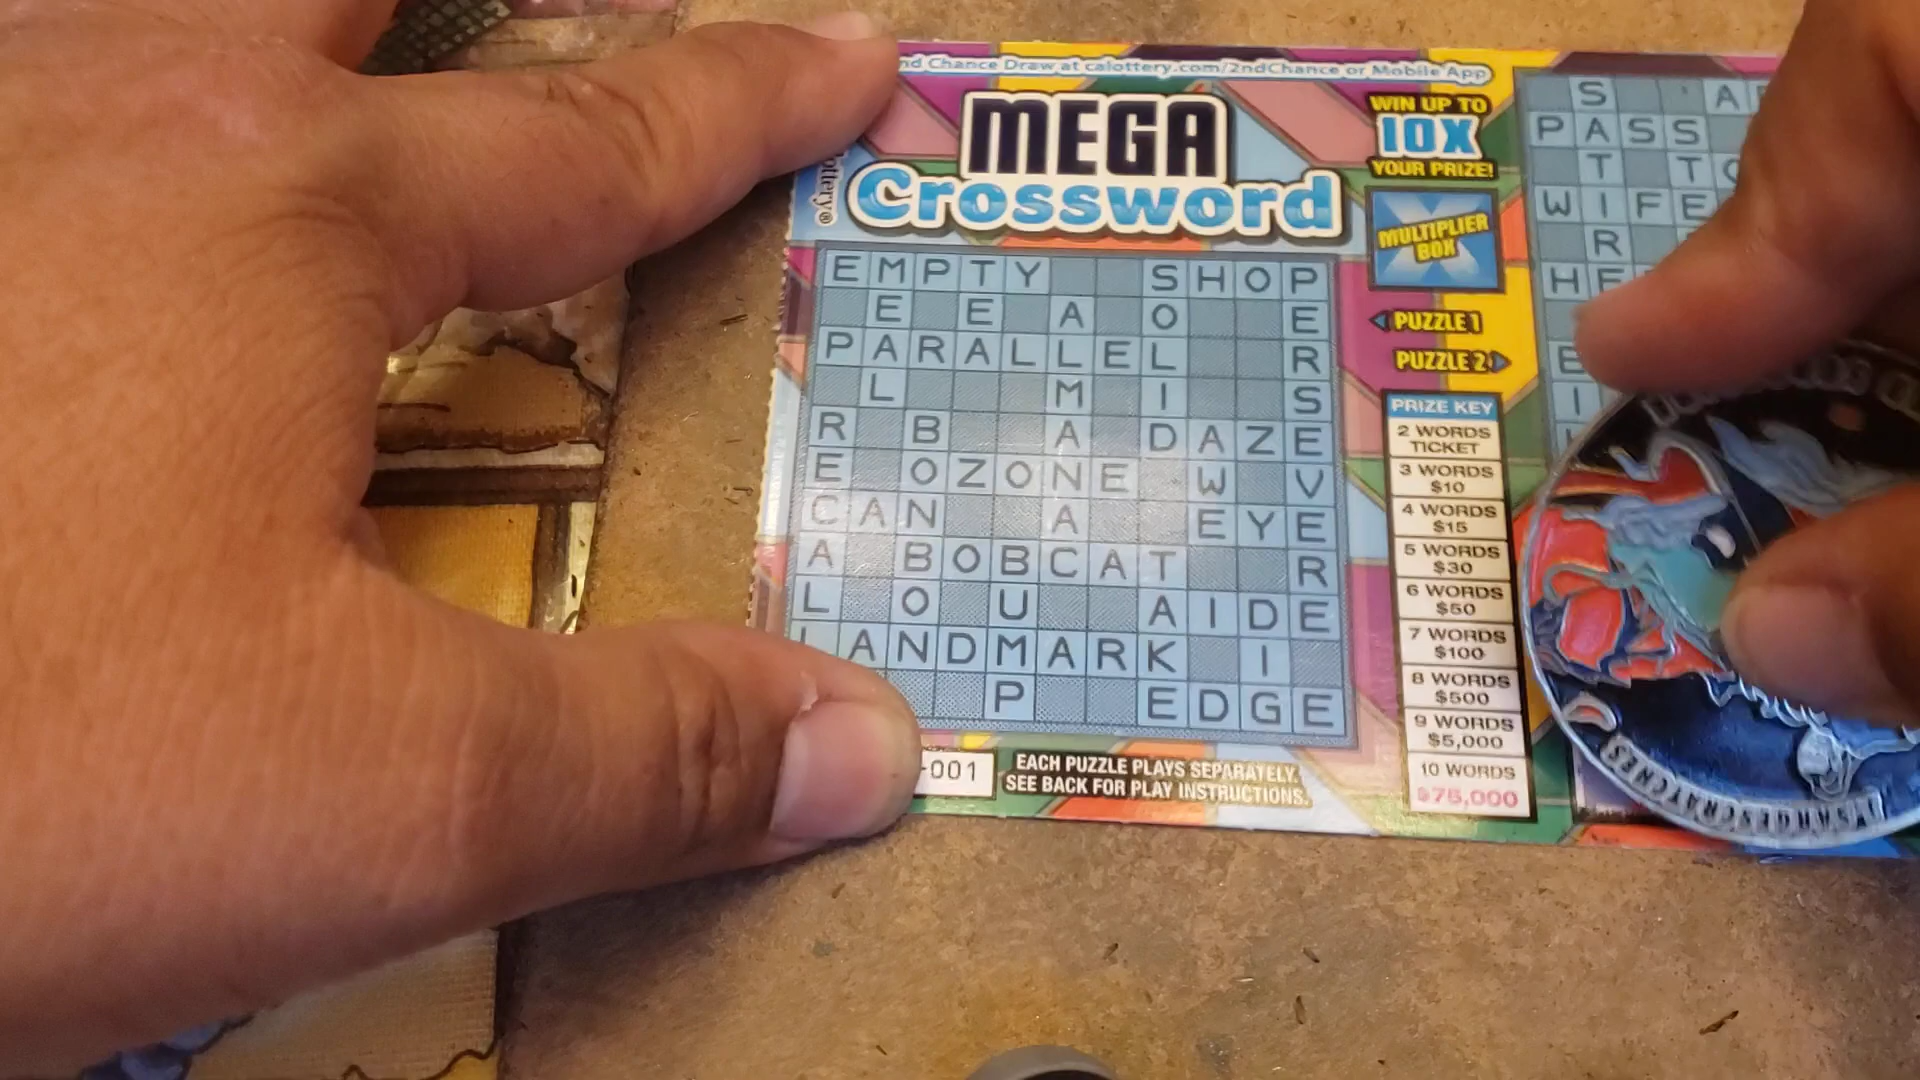 nd Chance Draw at calottery.com/2ndChance or Mobile App
MEGA
Crossword
WIN UP TO
10X
YOUR PRIZE!
MULTIPLIER
BOX
PUZZLE 1
PUZZLE 2
EMPTY SHOP
E E A O E
PARALLEL R
L M I S
R B A DAZE
E OZONE W V
CAN A EYE
A BOBCAT R
L O U A IDE
LANDMARK I
P EDGE
-001
EACH PUZZLE PLAYS SEPARATELY.
SEE BACK FOR PLAY INSTRUCTIONS.
PRIZE KEY
2 WORDS
TICKET
3 WORDS
$10
4 WORDS
$15
5 WORDS
$30
6 WORDS
$50
7 WORDS
$100
8 WORDS
$500
9 WORDS
$5,000
10 WORDS
$75,000
S A
PASS
T T
WIFE
R
H
E
I